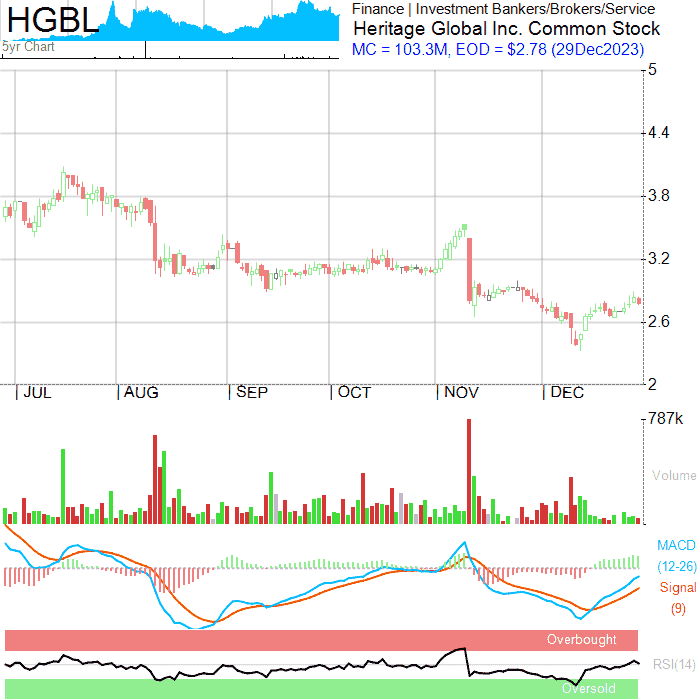 HGBL
5yr Chart
Finance | Investment Bankers/Brokers/Service
Heritage Global Inc. Common Stock
MC = 103.3M, EOD = $2.78 (29Dec2023)
5
4.4
3.8
3.2
2.6
2
JUL AUG SEP OCT NOV DEC
787k
Volume
MACD
(12-26)
Signal
(9)
Overbought
RSI(14)
Oversold